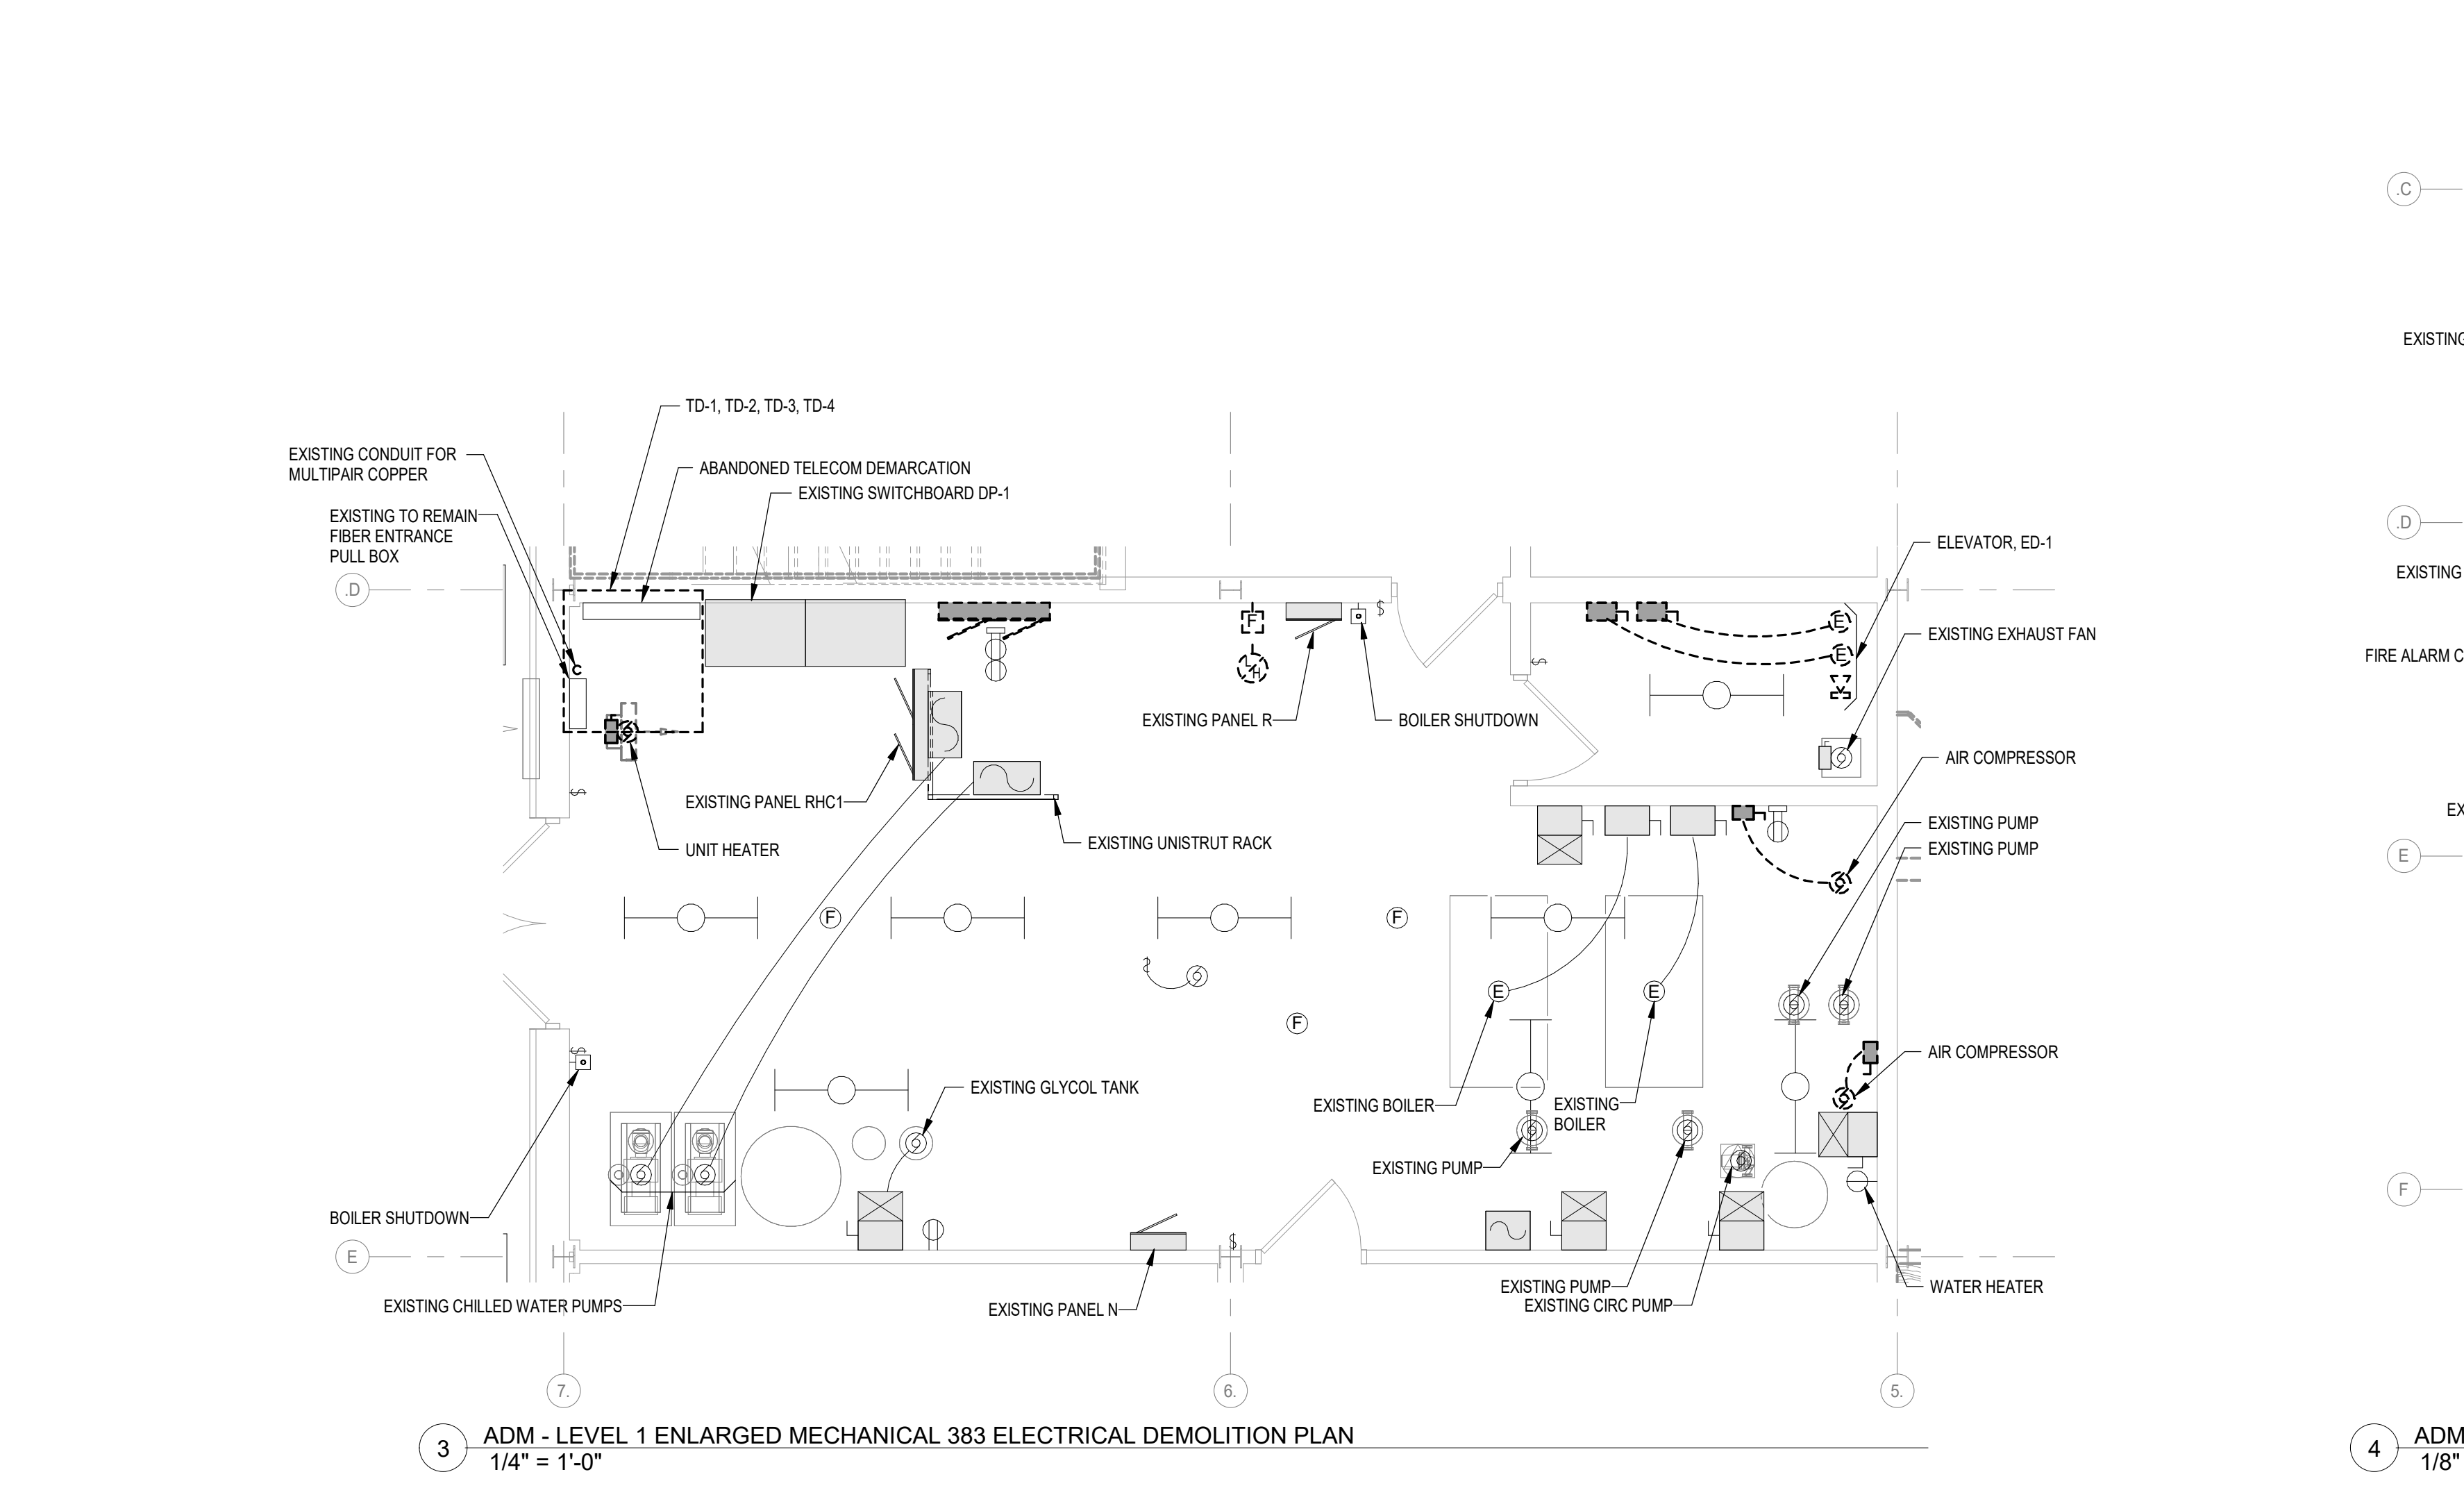 .C
EXISTING
TD-1, TD-2, TD-3, TD-4
EXISTING CONDUIT FOR
MULTIPAIR COPPER
ABANDONED TELECOM DEMARCATION
EXISTING SWITCHBOARD DP-1
EXISTING TO REMAIN
FIBER ENTRANCE
PULL BOX
.D
.D
ELEVATOR, ED-1
EXISTING
F
$
E
EXISTING EXHAUST FAN
E
FIRE ALARM C
C
L
H
$
EXISTING PANEL R
BOILER SHUTDOWN
AIR COMPRESSOR
$
EXISTING PANEL RHC1
EX
EXISTING PUMP
EXISTING UNISTRUT RACK
UNIT HEATER
EXISTING PUMP
E
F
F
$
E
E
F
$
AIR COMPRESSOR
EXISTING GLYCOL TANK
EXISTING BOILER
EXISTING
BOILER
EXISTING PUMP
F
BOILER SHUTDOWN
$
E
EXISTING CHILLED WATER PUMPS
EXISTING PANEL N
EXISTING PUMP
EXISTING CIRC PUMP
WATER HEATER
7.
6.
5.
3
ADM - LEVEL 1 ENLARGED MECHANICAL 383 ELECTRICAL DEMOLITION PLAN
1/4" = 1'-0"
4
ADM
1/8"